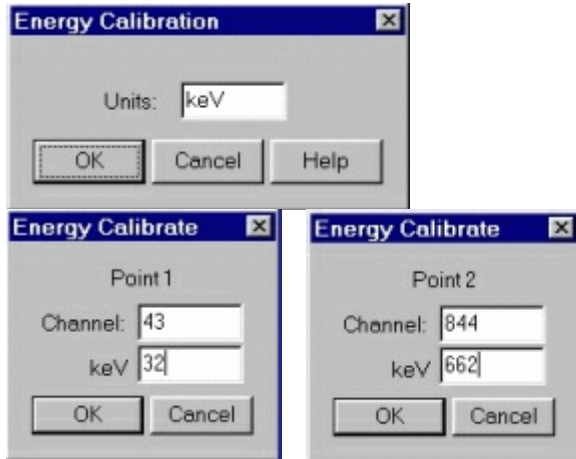 Energy Calibration
Units: keV
OK Cancel Help
Energy Calibrate
Point 1
Channel: 43
keV 32
OK Cancel
Energy Calibrate
Point 2
Channel: 844
keV 662
OK Cancel